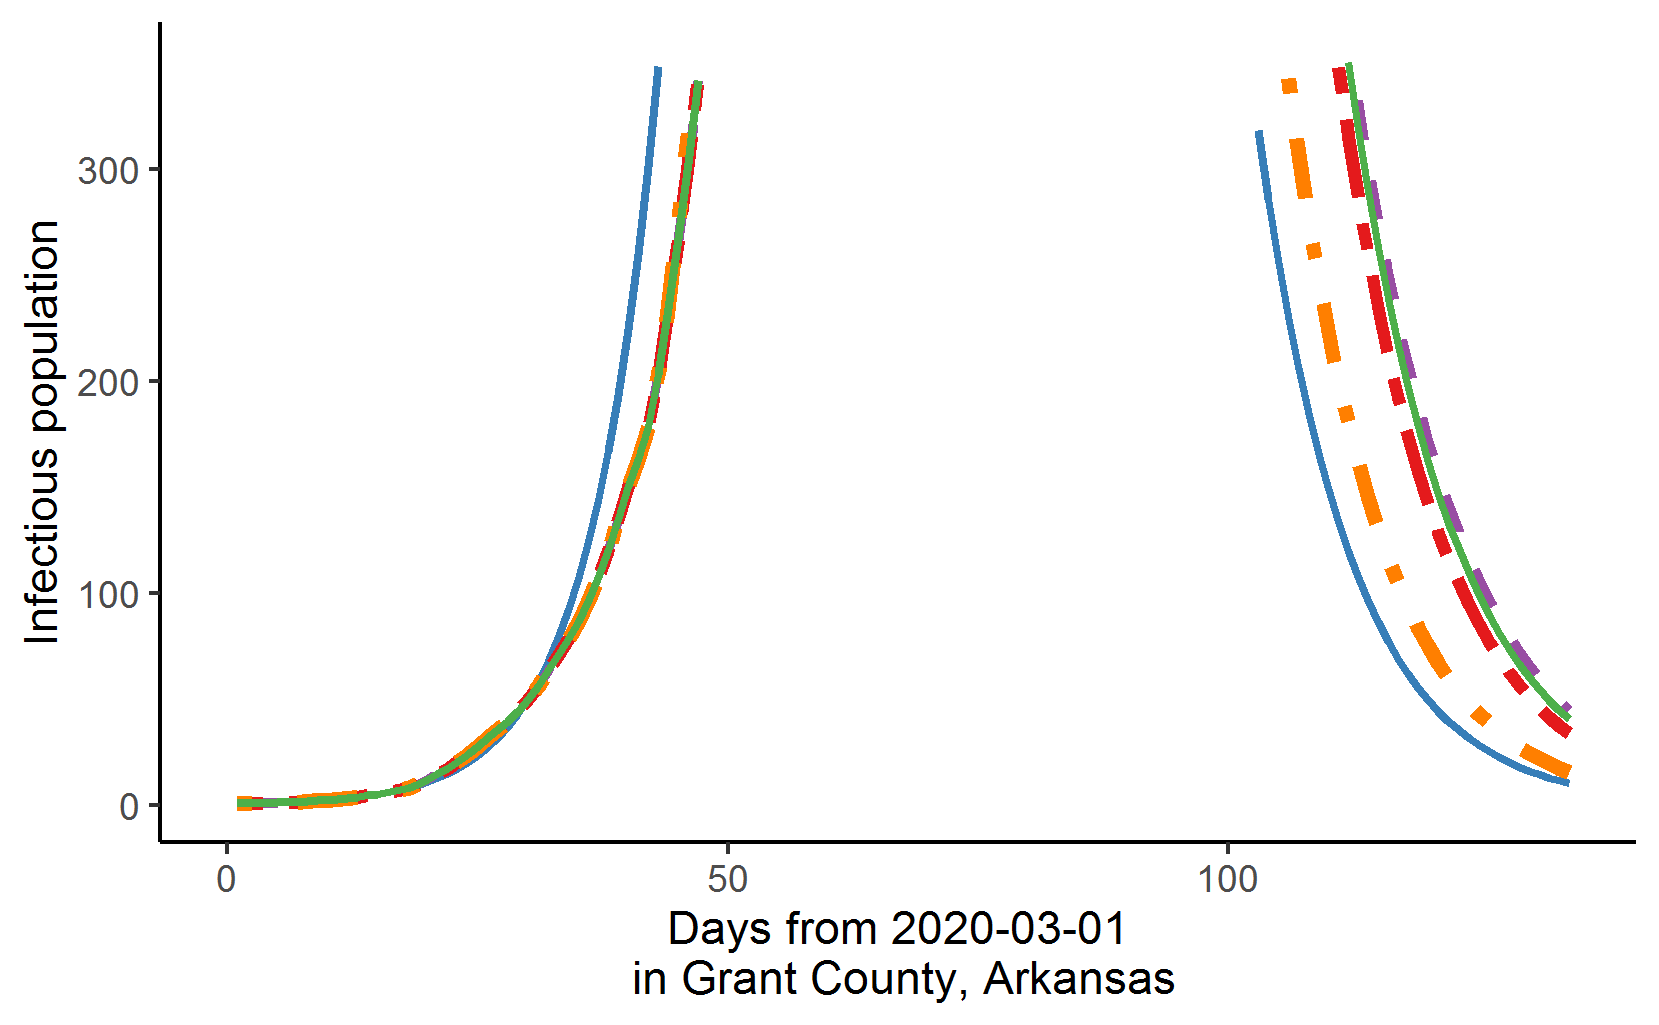 Infectious population
300
200
100
0
0 50 100
Days from 2020-03-01
in Grant County, Arkansas